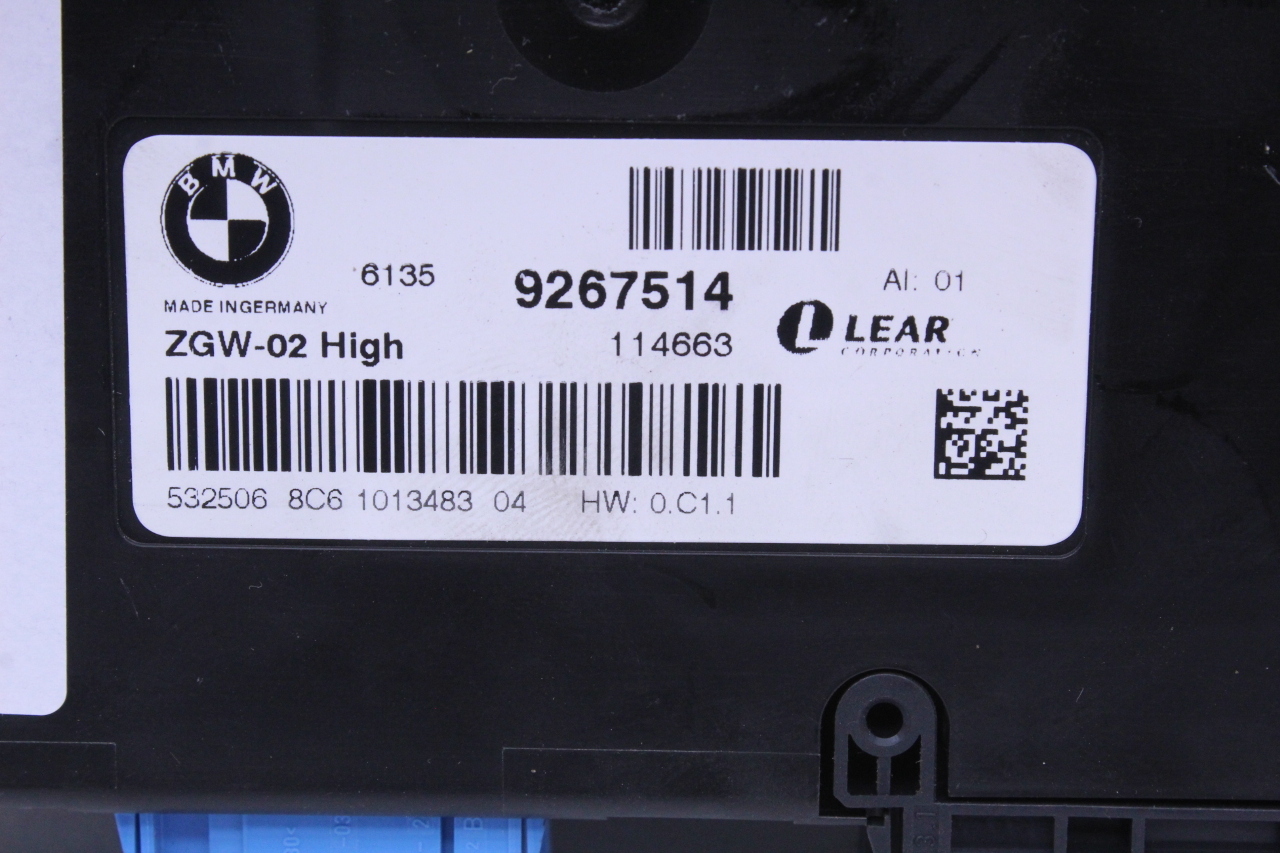 BMW
6135 9267514 AI: 01
MADE INGERMANY
ZGW-02 High 114663 LEAR
CORPORATION
532506 8C6 1013483 04 HW: 0.C1.1